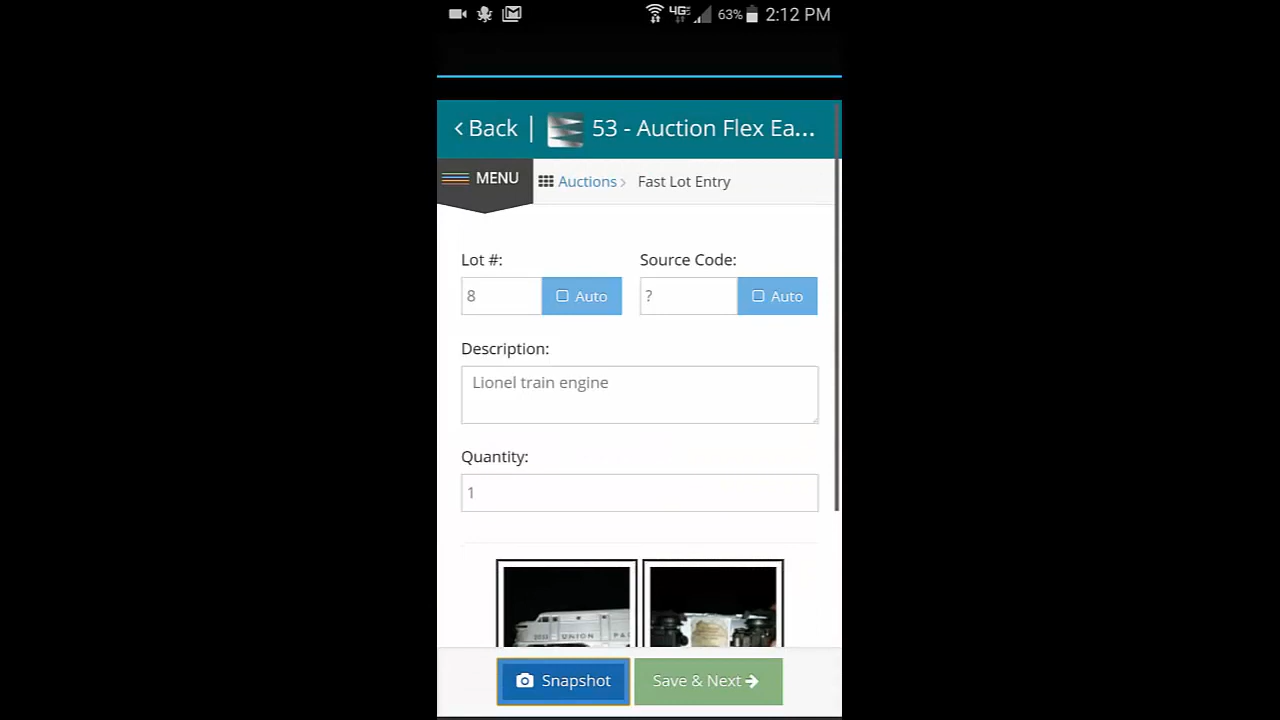 4G 63% 2:12 PM
Back | 53 - Auction Flex Ea...
MENU Auctions > Fast Lot Entry
Lot #: Source Code:
8 Auto ? Auto
Description:
Lionel train engine
Quantity:
1
UNION PA
Snapshot Save & Next